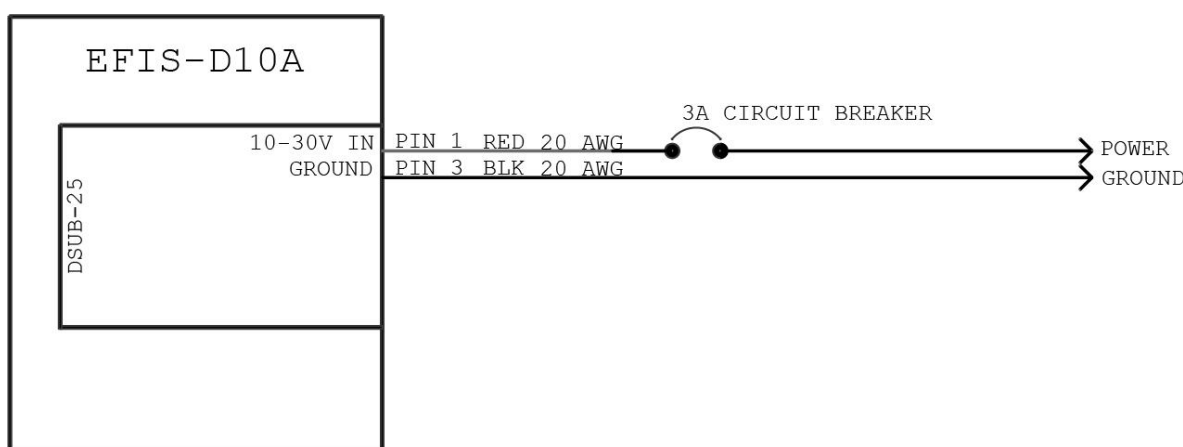 EFIS-D10A
3A CIRCUIT BREAKER
10-30V IN PIN 1 RED 20 AWG POWER
GROUND PIN 3 BLK 20 AWG GROUND
DSUB-25